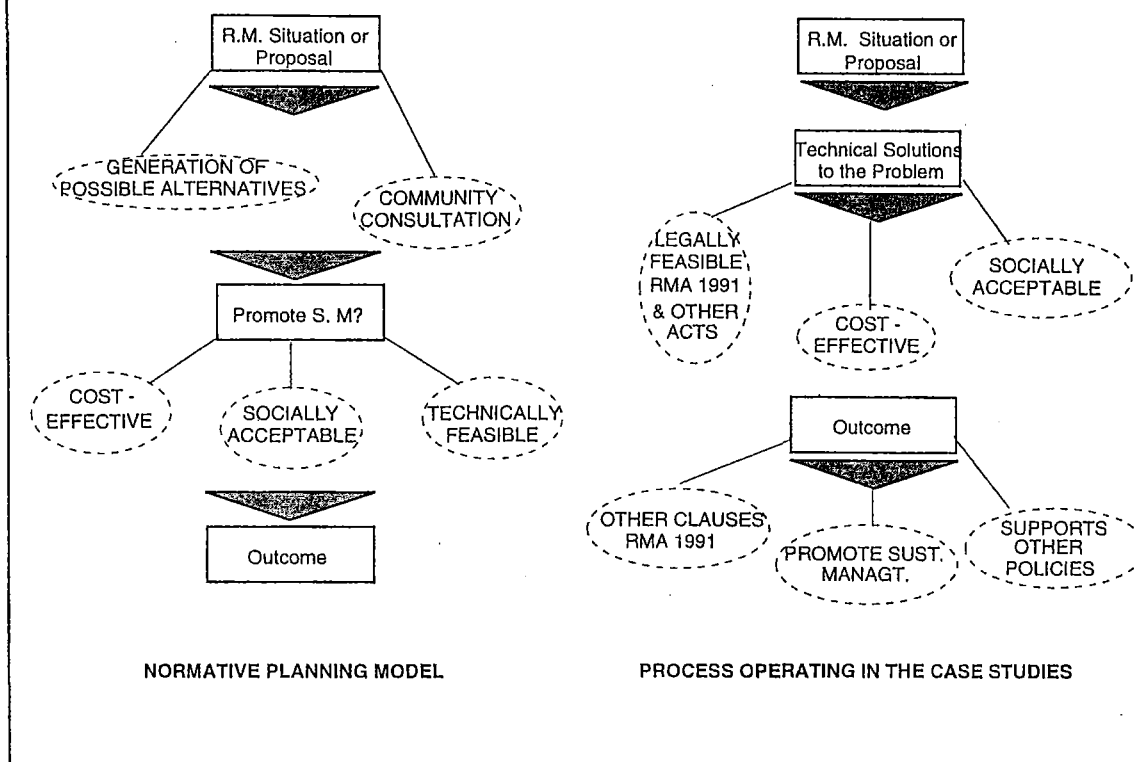 R.M. Situation or
Proposal
GENERATION OF
POSSIBLE ALTERNATIVES
COMMUNITY
CONSULTATION
Promote S. M?
COST -
EFFECTIVE
SOCIALLY
ACCEPTABLE
TECHNICALLY
FEASIBLE
Outcome
NORMATIVE PLANNING MODEL
R.M. Situation or
Proposal
Technical Solutions
to the Problem
LEGALLY
FEASIBLE
RMA 1991
& OTHER
ACTS
COST -
EFFECTIVE
SOCIALLY
ACCEPTABLE
Outcome
OTHER CLAUSES
RMA 1991
PROMOTE SUST.
MANAGT.
SUPPORTS
OTHER
POLICIES
PROCESS OPERATING IN THE CASE STUDIES